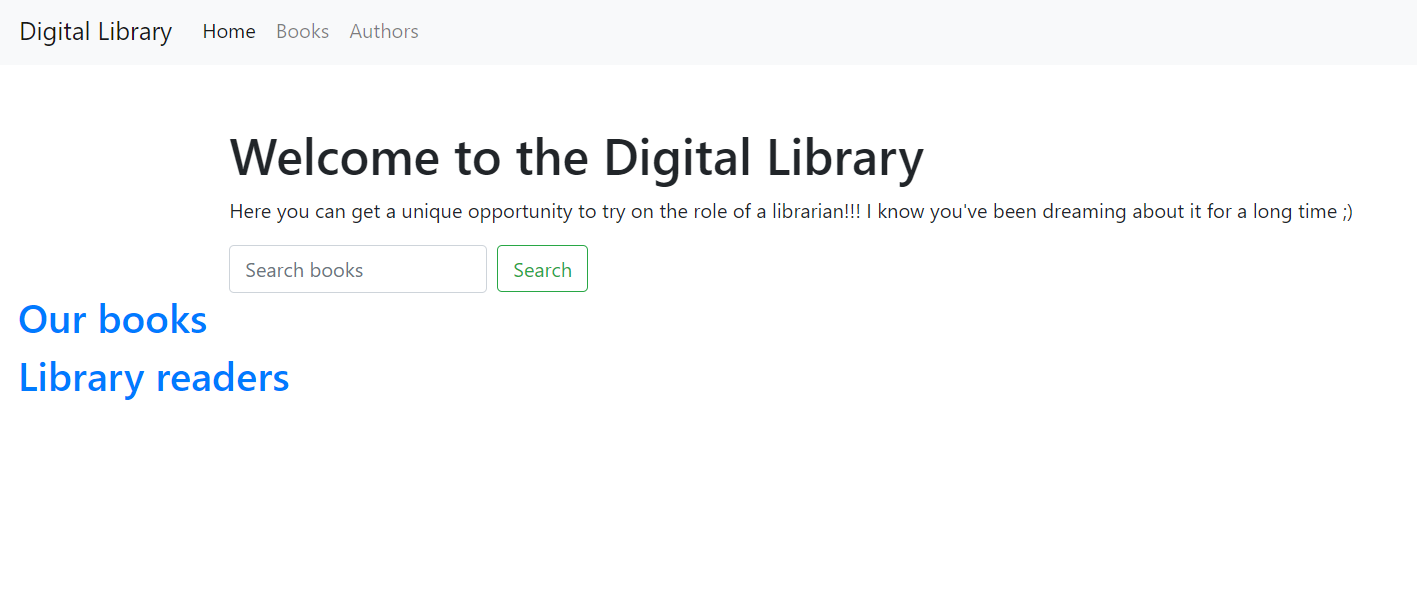 Digital Library Home Books Authors
Welcome to the Digital Library
Here you can get a unique opportunity to try on the role of a librarian!!! I know you've been dreaming about it for a long time ;)
Search books Search
Our books
Library readers